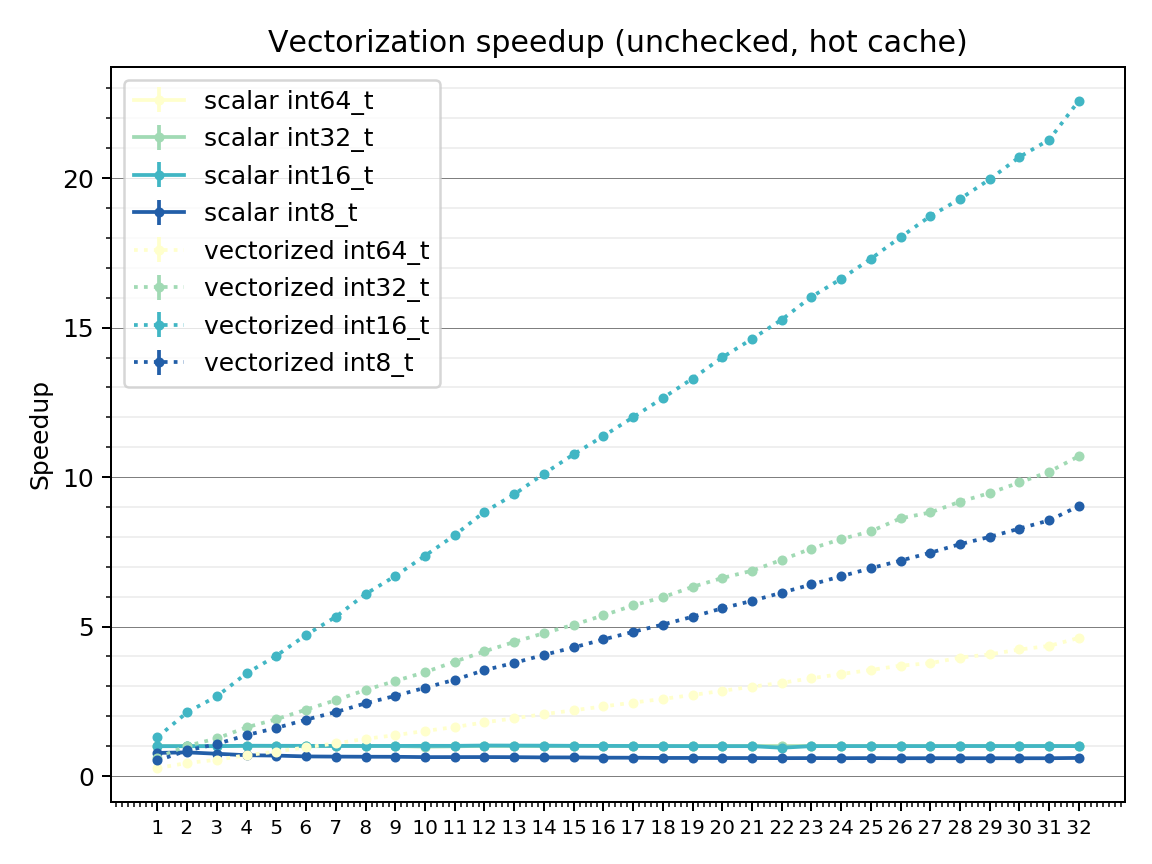 Vectorization speedup (unchecked, hot cache)
scalar int64_t
scalar int32_t
scalar int16_t
scalar int8_t
vectorized int64_t
vectorized int32_t
vectorized int16_t
vectorized int8_t
Speedup
20
15
10
5
0
1 2 3 4 5 6 7 8 9 10 11 12 13 14 15 16 17 18 19 20 21 22 23 24 25 26 27 28 29 30 31 32